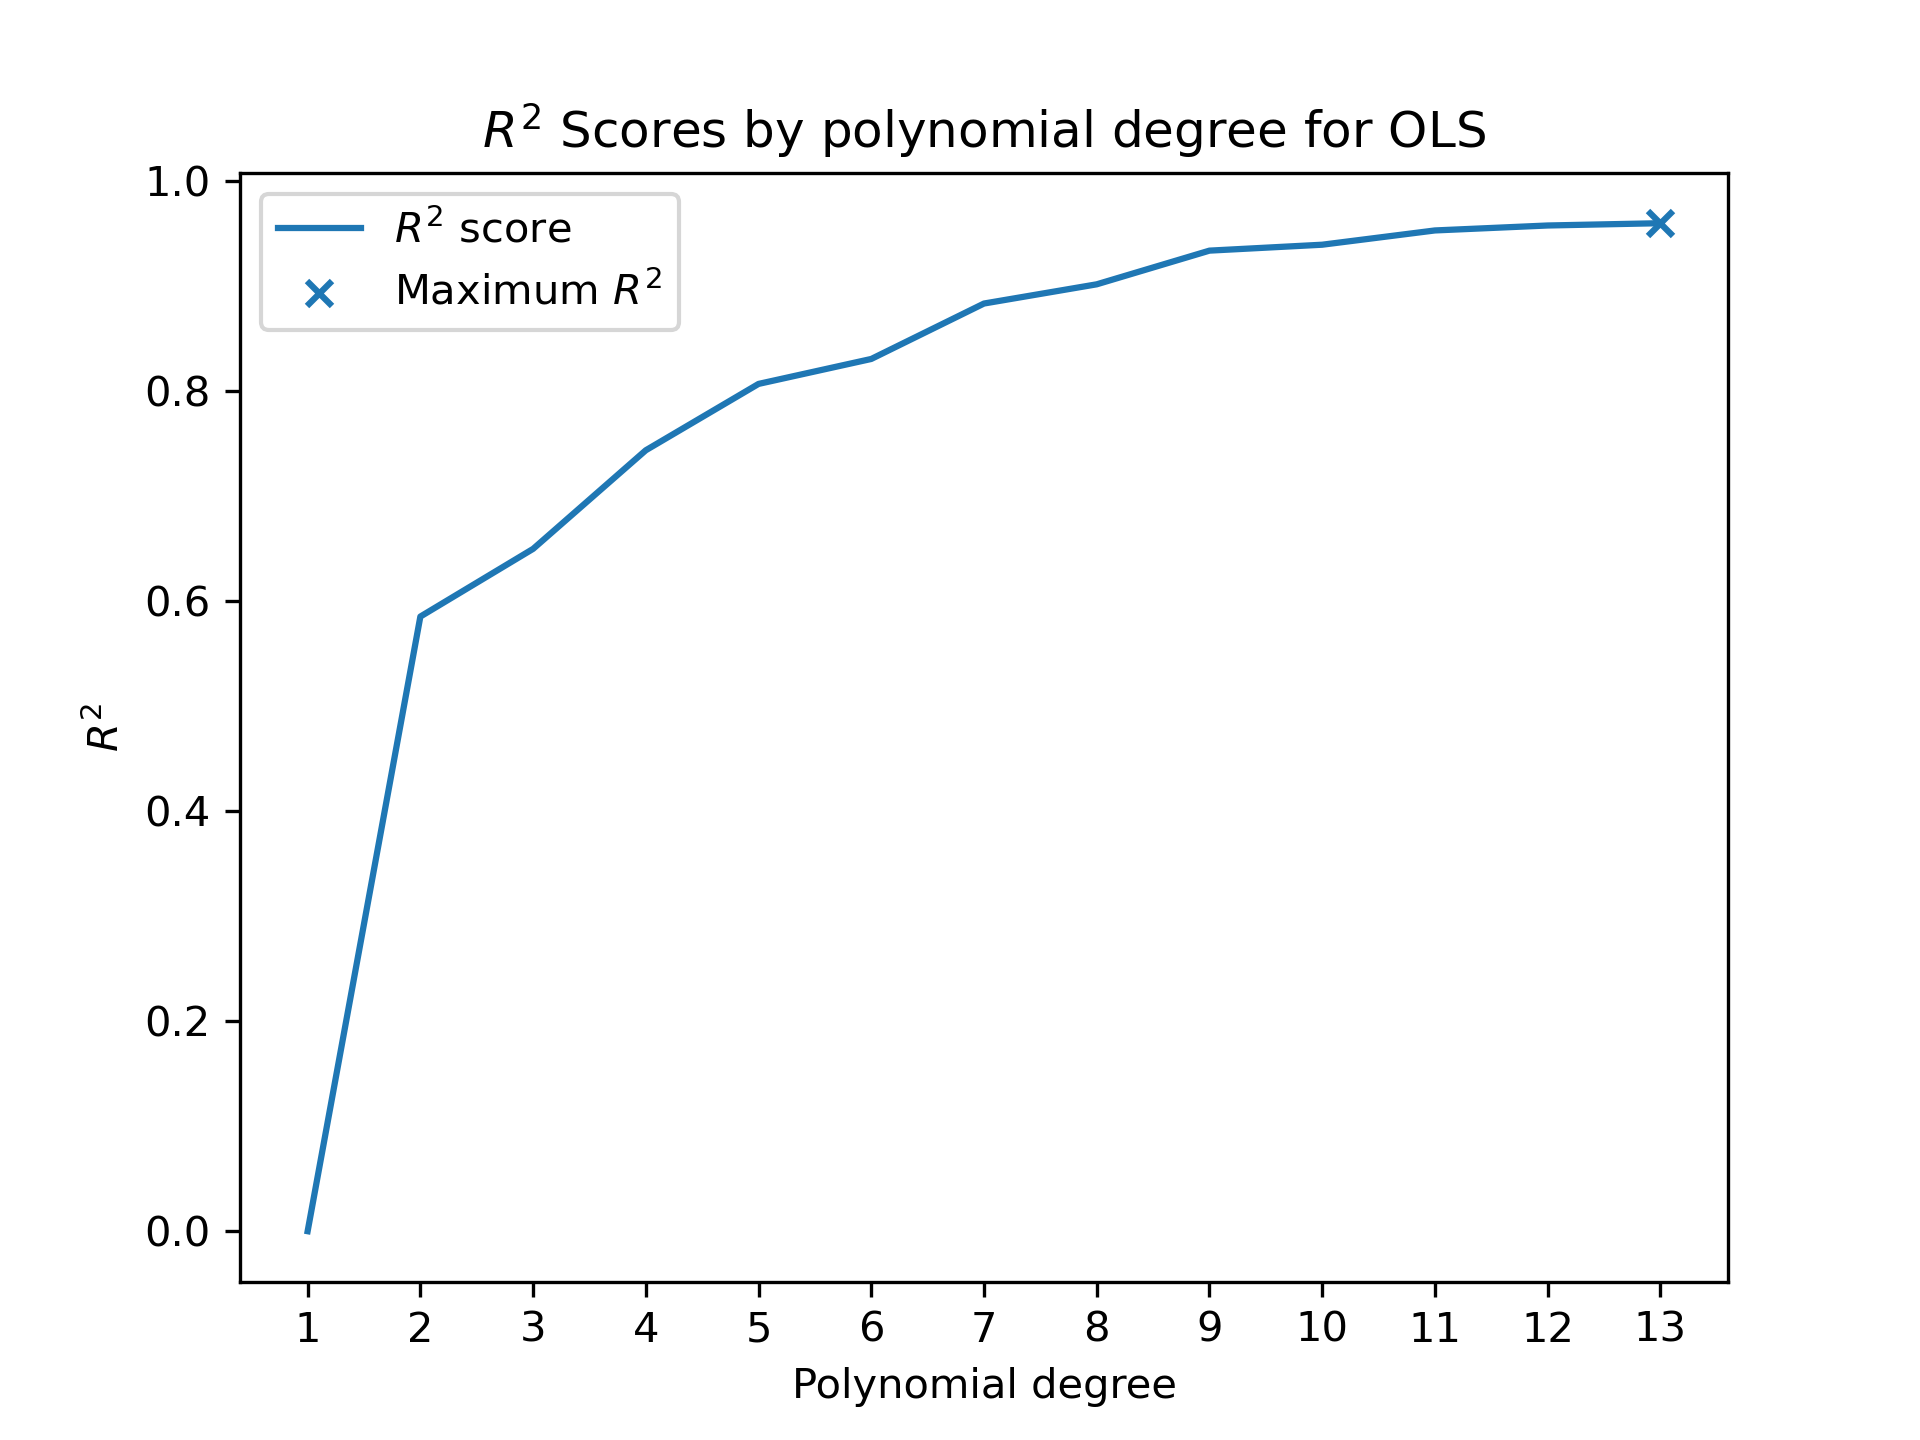 R² Scores by polynomial degree for OLS
R² score
Maximum R²
1.0
0.8
0.6
0.4
0.2
0.0
R²
1 2 3 4 5 6 7 8 9 10 11 12 13
Polynomial degree